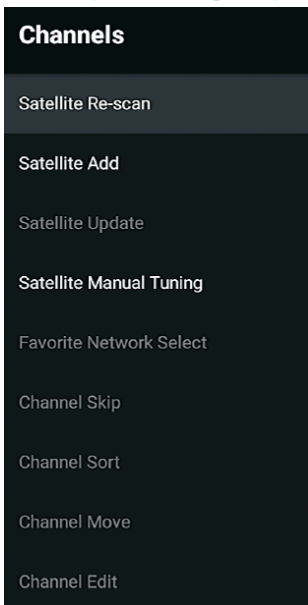 Channels
Satellite Re-scan
Satellite Add
Satellite Update
Satellite Manual Tuning
Favorite Network Select
Channel Skip
Channel Sort
Channel Move
Channel Edit